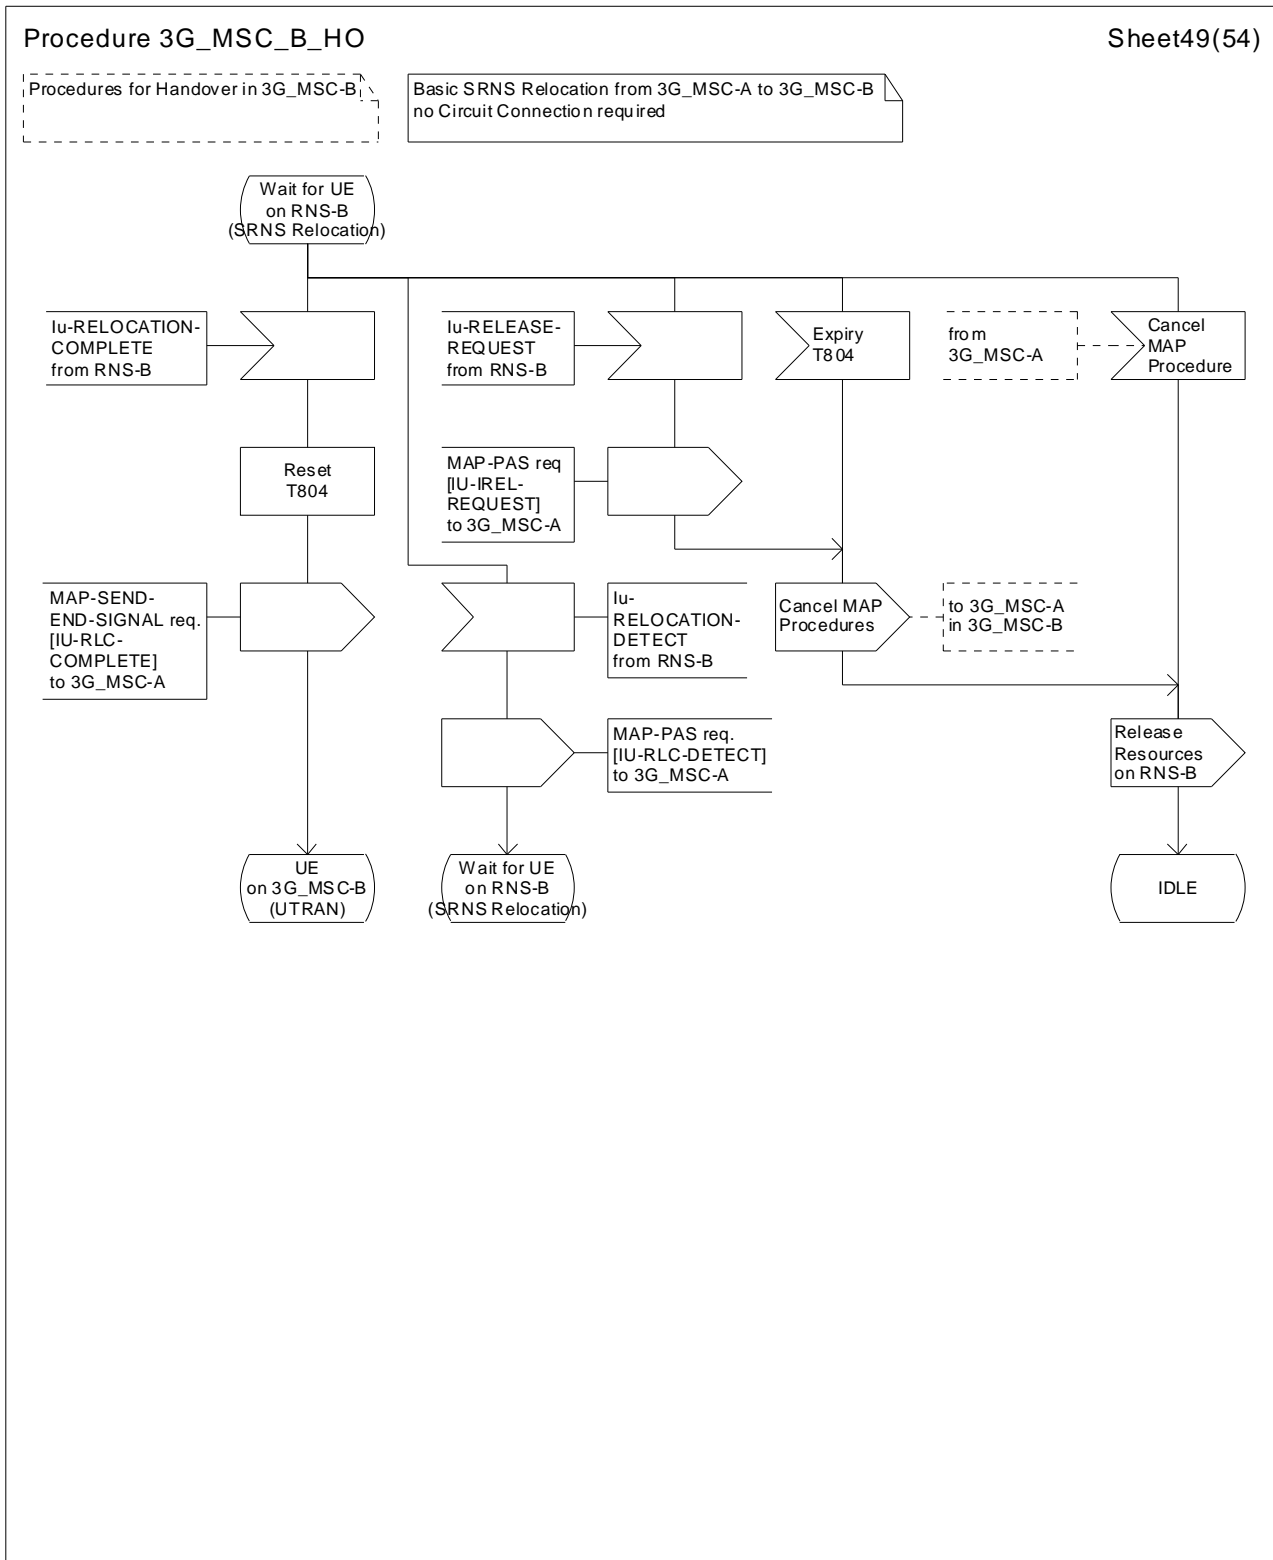 Procedure 3G_MSC_B_HO
Sheet49(54)
Procedures for Handover in 3G_MSC-B
Basic SRNS Relocation from 3G_MSC-A to 3G_MSC-B
no Circuit Connection required
Wait for UE
on RNS-B
(SRNS Relocation)
Iu-RELOCATION-
COMPLETE
from RNS-B
Iu-RELEASE-
REQUEST
from RNS-B
Expiry
T804
from
3G_MSC-A
Cancel
MAP
Procedure
Reset
T804
MAP-PAS req
[IU-IREL-
REQUEST]
to 3G_MSC-A
MAP-SEND-
END-SIGNAL req.
[IU-RLC-
COMPLETE]
to 3G_MSC-A
Iu-
RELOCATION-
DETECT
from RNS-B
Cancel MAP
Procedures
to 3G_MSC-A
in 3G_MSC-B
MAP-PAS req.
[IU-RLC-DETECT]
to 3G_MSC-A
Release
Resources
on RNS-B
UE
on 3G_MSC-B
(UTRAN)
Wait for UE
on RNS-B
(SRNS Relocation)
IDLE